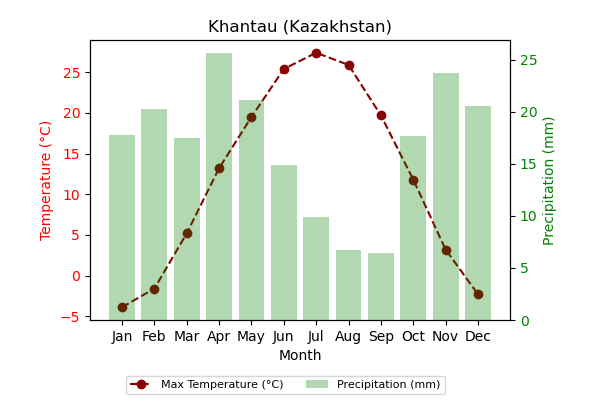 Khantau (Kazakhstan)
Temperature (°C)
25
20
15
10
5
0
−5
25
20
15
10
5
0
Precipitation (mm)
Jan Feb Mar Apr May Jun Jul Aug Sep Oct Nov Dec
Month
Max Temperature (°C) Precipitation (mm)